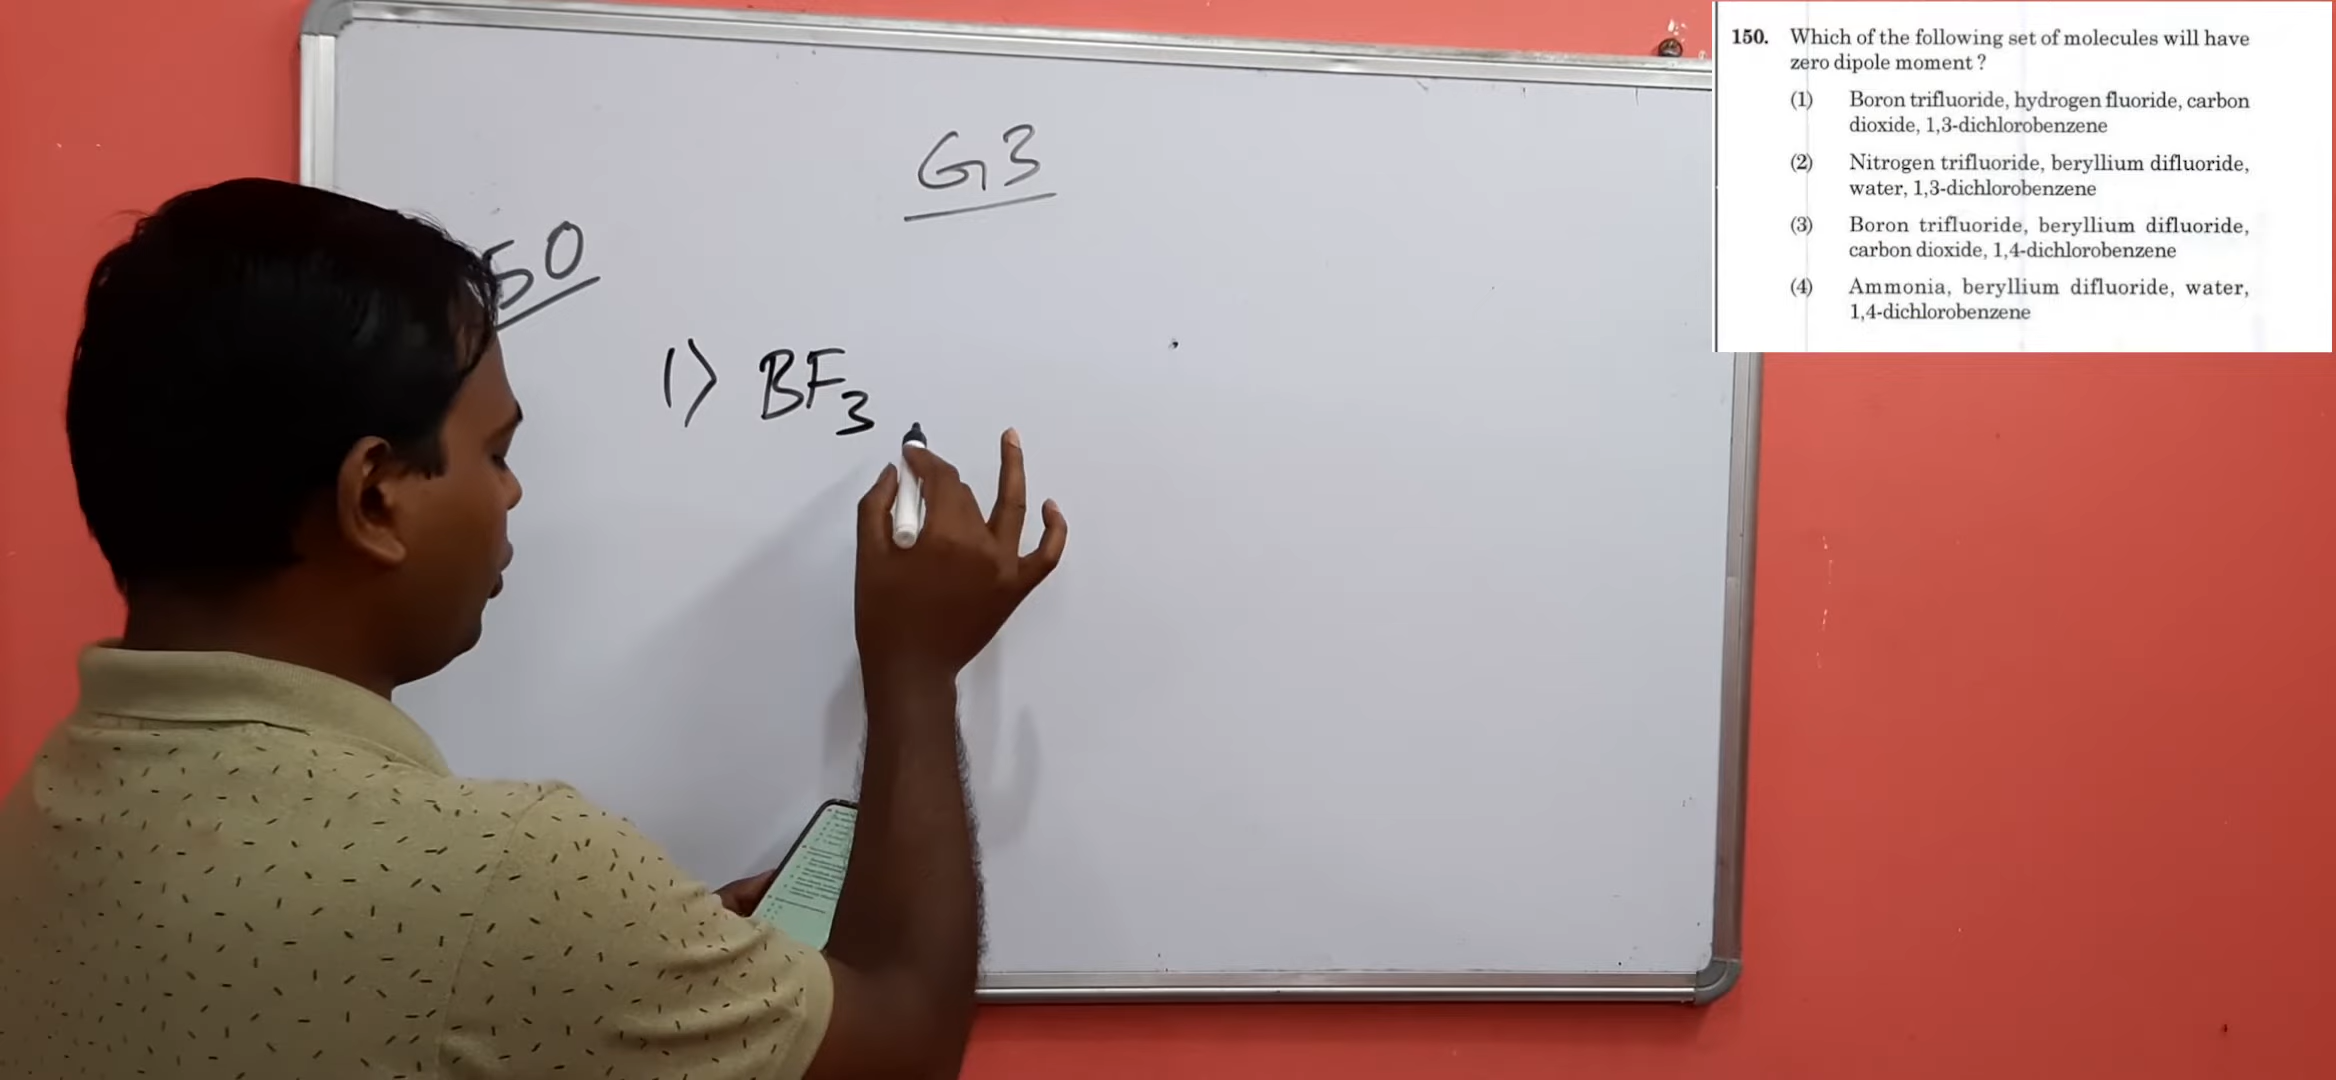 G3
50
1) BF3
150. Which of the following set of molecules will have
zero dipole moment ?
(1) Boron trifluoride, hydrogen fluoride, carbon
dioxide, 1,3-dichlorobenzene
(2) Nitrogen trifluoride, beryllium difluoride,
water, 1,3-dichlorobenzene
(3) Boron trifluoride, beryllium difluoride,
carbon dioxide, 1,4-dichlorobenzene
(4) Ammonia, beryllium difluoride, water,
1,4-dichlorobenzene